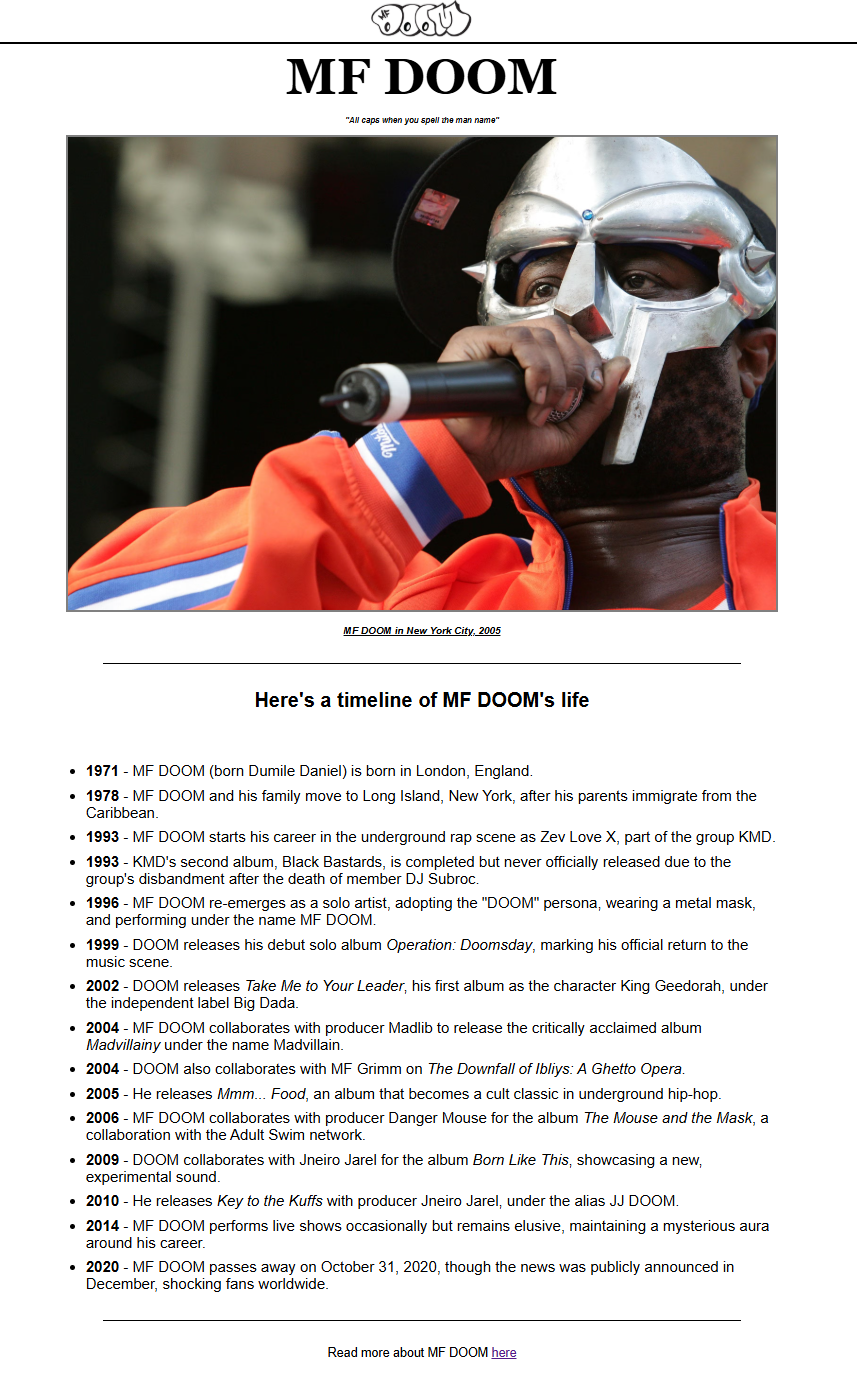 MF DOOM
MF DOOM
"All caps when you spell the man name"
MF DOOM in New York City, 2005
Here's a timeline of MF DOOM's life
1971 - MF DOOM (born Dumile Daniel) is born in London, England.
1978 - MF DOOM and his family move to Long Island, New York, after his parents immigrate from the
Caribbean.
1993 - MF DOOM starts his career in the underground rap scene as Zev Love X, part of the group KMD.
1993 - KMD's second album, Black Bastards, is completed but never officially released due to the
group's disbandment after the death of member DJ Subroc.
1996 - MF DOOM re-emerges as a solo artist, adopting the "DOOM" persona, wearing a metal mask,
and performing under the name MF DOOM.
1999 - DOOM releases his debut solo album Operation: Doomsday, marking his official return to the
music scene.
2002 - DOOM releases Take Me to Your Leader, his first album as the character King Geedorah, under
the independent label Big Dada.
2004 - MF DOOM collaborates with producer Madlib to release the critically acclaimed album
Madvillainy under the name Madvillain.
2004 - DOOM also collaborates with MF Grimm on The Downfall of Ibliys: A Ghetto Opera.
2005 - He releases Mmm... Food, an album that becomes a cult classic in underground hip-hop.
2006 - MF DOOM collaborates with producer Danger Mouse for the album The Mouse and the Mask, a
collaboration with the Adult Swim network.
2009 - DOOM collaborates with Jneiro Jarel for the album Born Like This, showcasing a new,
experimental sound.
2010 - He releases Key to the Kuffs with producer Jneiro Jarel, under the alias JJ DOOM.
2014 - MF DOOM performs live shows occasionally but remains elusive, maintaining a mysterious aura
around his career.
2020 - MF DOOM passes away on October 31, 2020, though the news was publicly announced in
December, shocking fans worldwide.
Read more about MF DOOM here